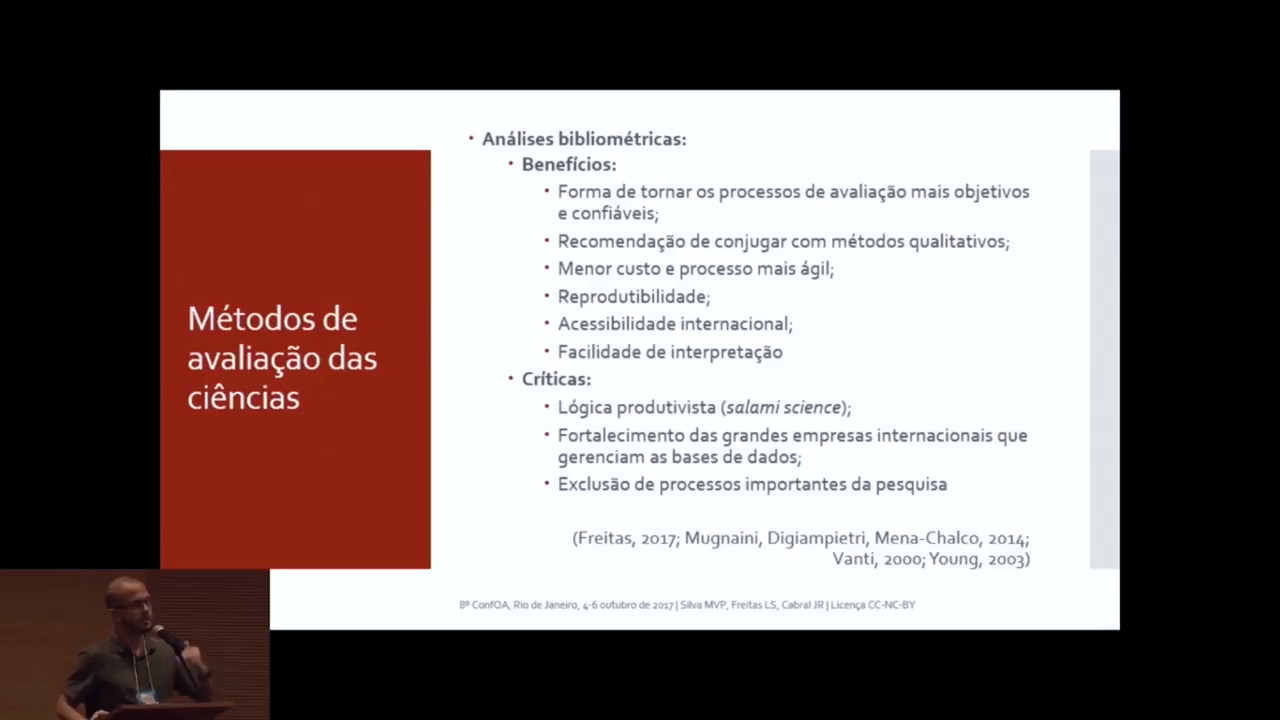 Métodos de
avaliação das
ciências
• Análises bibliométricas:
• Benefícios:
• Forma de tornar os processos de avaliação mais objetivos
e confiáveis;
• Recomendação de conjugar com métodos qualitativos;
• Menor custo e processo mais ágil;
• Reprodutibilidade;
• Acessibilidade internacional;
• Facilidade de interpretação
• Críticas:
• Lógica produtivista (salami science);
• Fortalecimento das grandes empresas internacionais que
gerenciam as bases de dados;
• Exclusão de processos importantes da pesquisa
(Freitas, 2017; Mugnaini, Digiampietri, Mena-Chalco, 2014;
Vanti, 2000; Young, 2003)
8º ConfOA, Rio de Janeiro, 4-6 outubro de 2017 | Silva MVP, Freitas LS, Cabral JR | Licença CC-NC-BY